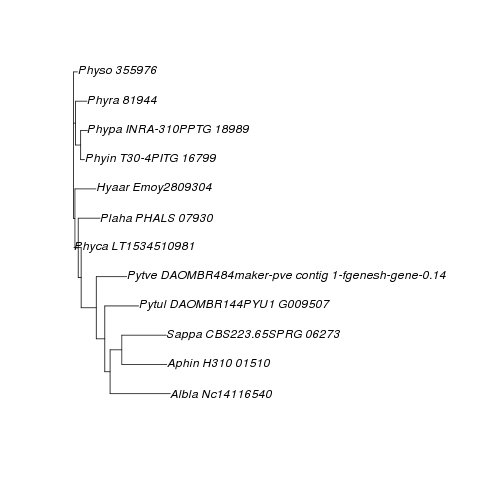 Physo 355976
Phyra 81944
Phypa INRA-310PPTG 18989
Phyin T30-4PITG 16799
Hyaar Emoy2809304
Plaha PHALS 07930
Phyca LT1534510981
Pytve DAOMBR484maker-pve contig 1-fgenesh-gene-0.14
Pytul DAOMBR144PYU1 G009507
Sappa CBS223.65SPRG 06273
Aphin H310 01510
Albla Nc14116540